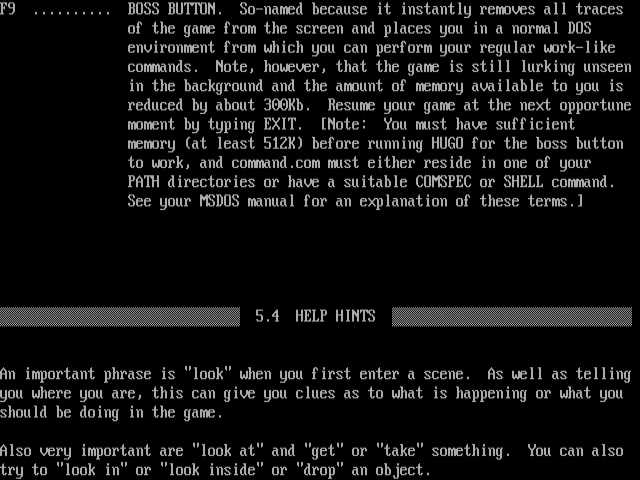 F9  .......... BOSS BUTTON.  So-named because it instantly removes all traces
of the game from the screen and places you in a normal DOS
environment from which you can perform your regular work-like
commands.  Note, however, that the game is still lurking unseen
in the background and the amount of memory available to you is
reduced by about 300Kb.  Resume your game at the next opportune
moment by typing EXIT.  [Note:  You must have sufficient
memory (at least 512K) before running HUGO for the boss button
to work, and command.com must either reside in one of your
PATH directories or have a suitable COMSPEC or SHELL command.
See your MSDOS manual for an explanation of these terms.]
5.4  HELP HINTS
An important phrase is "look" when you first enter a scene.  As well as telling
you where you are, this can give you clues as to what is happening or what you
should be doing in the game.
Also very important are "look at" and "get" or "take" something.  You can also
try to "look in" or "look inside" or "drop" an object.